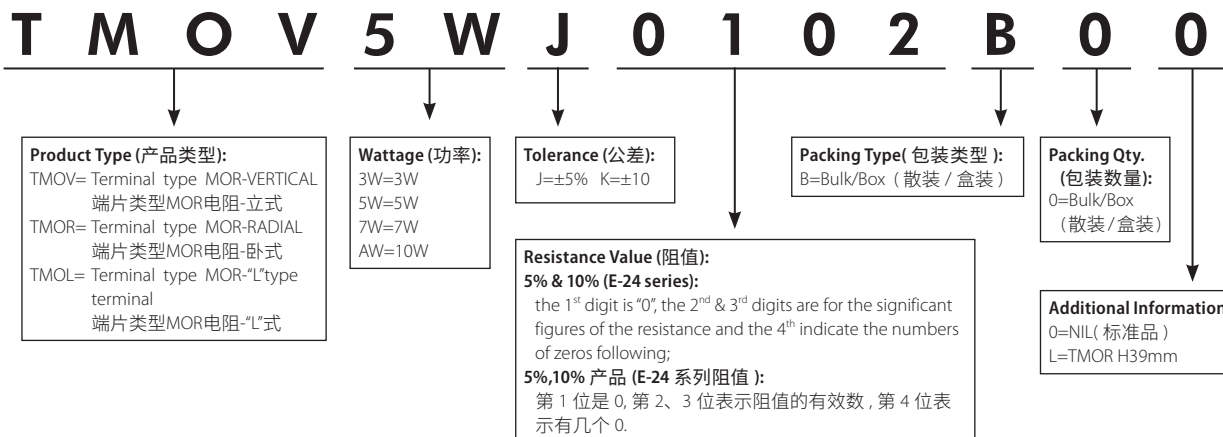 TMOV5WJ0102B00
Product Type (产品类型):
TMOV= Terminal type MOR-VERTICAL
端片类型MOR电阻-立式
TMOR= Terminal type MOR-RADIAL
端片类型MOR电阻-卧式
TMOL= Terminal type MOR-“L”type
terminal
端片类型MOR电阻-“L”式
Wattage (功率):
3W=3W
5W=5W
7W=7W
AW=10W
Tolerance (公差):
J=±5% K=±10
Resistance Value (阻值):
5% & 10% (E-24 series):
the 1st digit is “0”, the 2nd & 3rd digits are for the significant
figures of the resistance and the 4th indicate the numbers
of zeros following;
5%,10% 产品 (E-24 系列阻值 ):
第 1 位是 0, 第 2、3 位表示阻值的有效数 , 第 4 位表
示有几个 0.
Packing Type( 包装类型 ):
B=Bulk/Box ( 散装 / 盒装 )
Packing Qty.
(包装数量):
0=Bulk/Box
(散装/盒装)
Additional Information
0=NIL( 标准品 )
L=TMOR H39mm